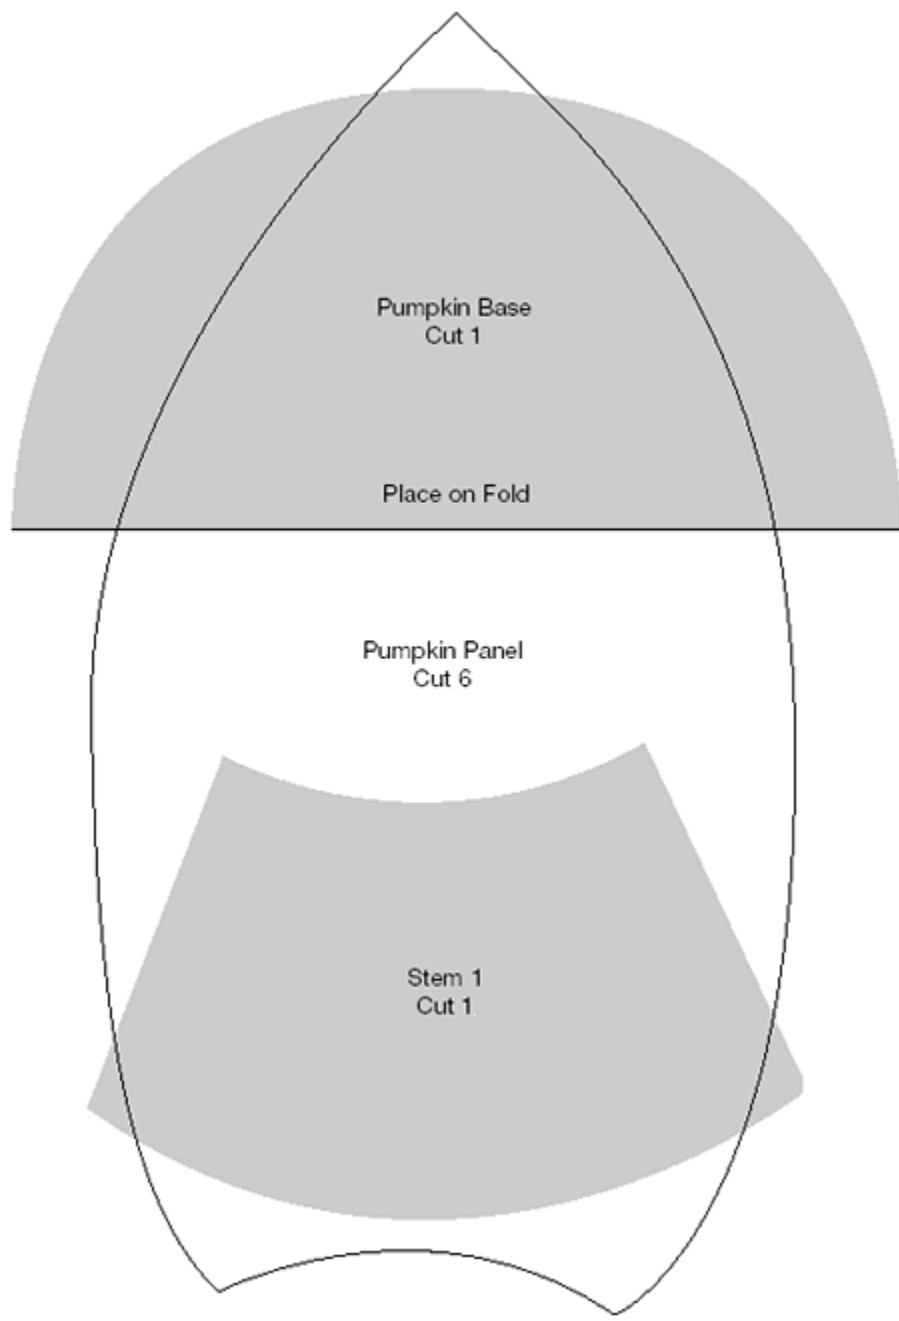 Pumpkin Base
Cut 1
Place on Fold
Pumpkin Panel
Cut 6
Stem 1
Cut 1